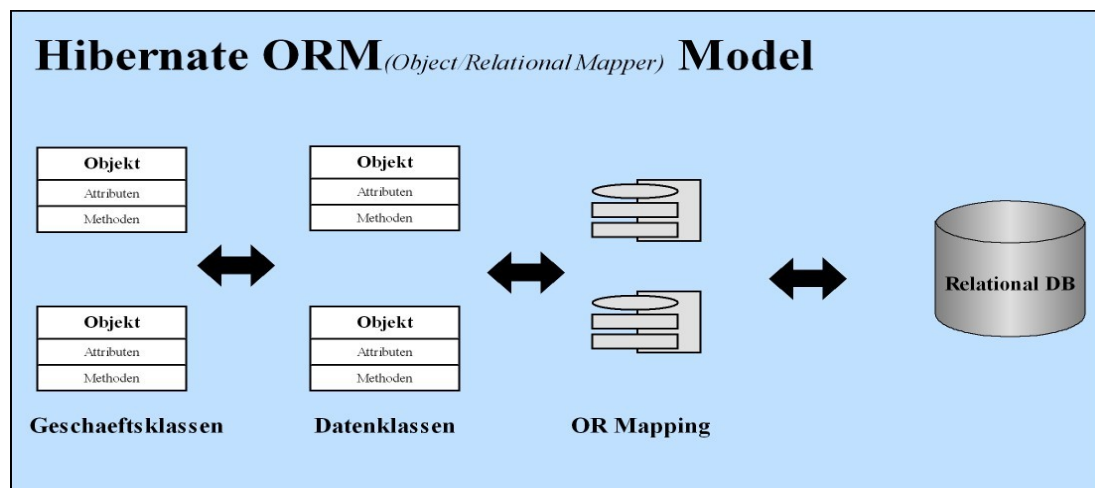 Hibernate ORM(Object/Relational Mapper) Model
Objekt
Attributen
Methoden
Objekt
Attributen
Methoden
Objekt
Attributen
Methoden
Objekt
Attributen
Methoden
Relational DB
Geschaeftsklassen
Datenklassen
OR Mapping